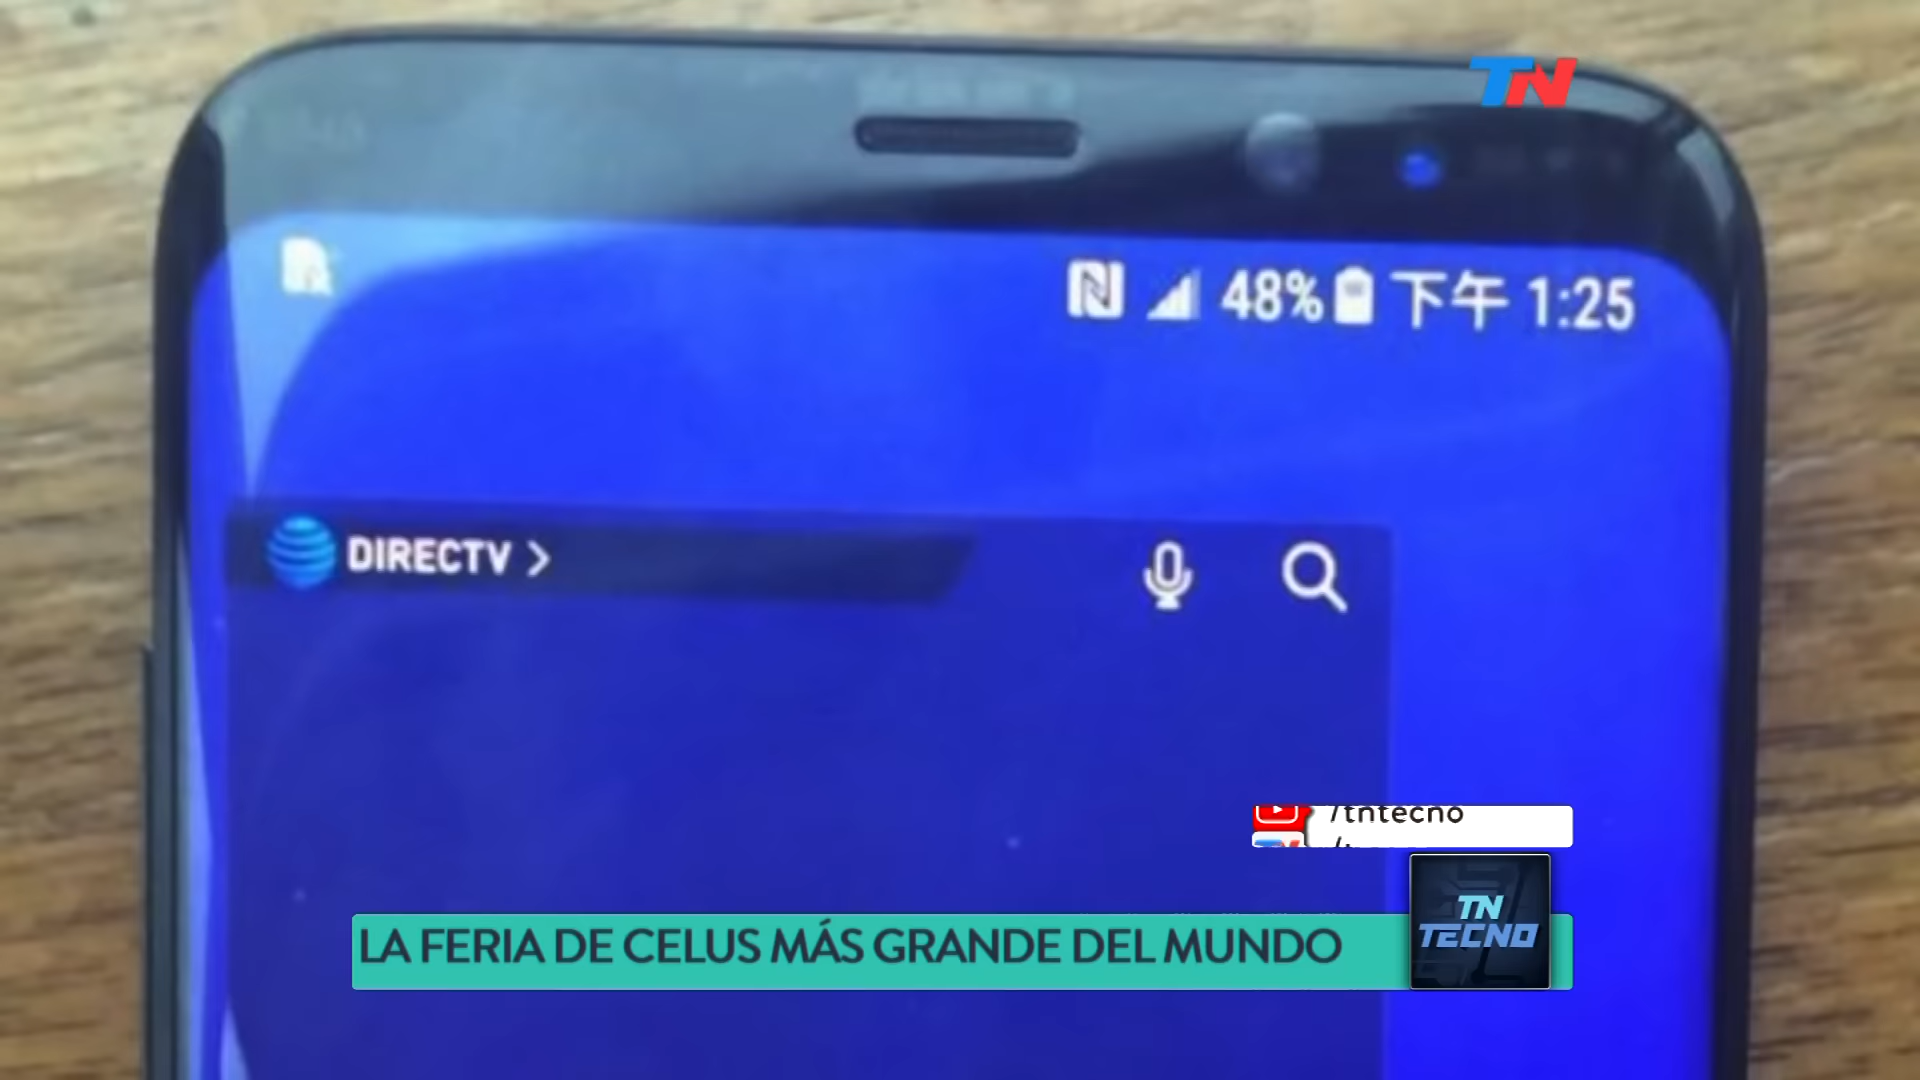 TN
48% 下午 1:25
DIRECTV
/tntecno
LA FERIA DE CELUS MÁS GRANDE DEL MUNDO
TN
TECNO